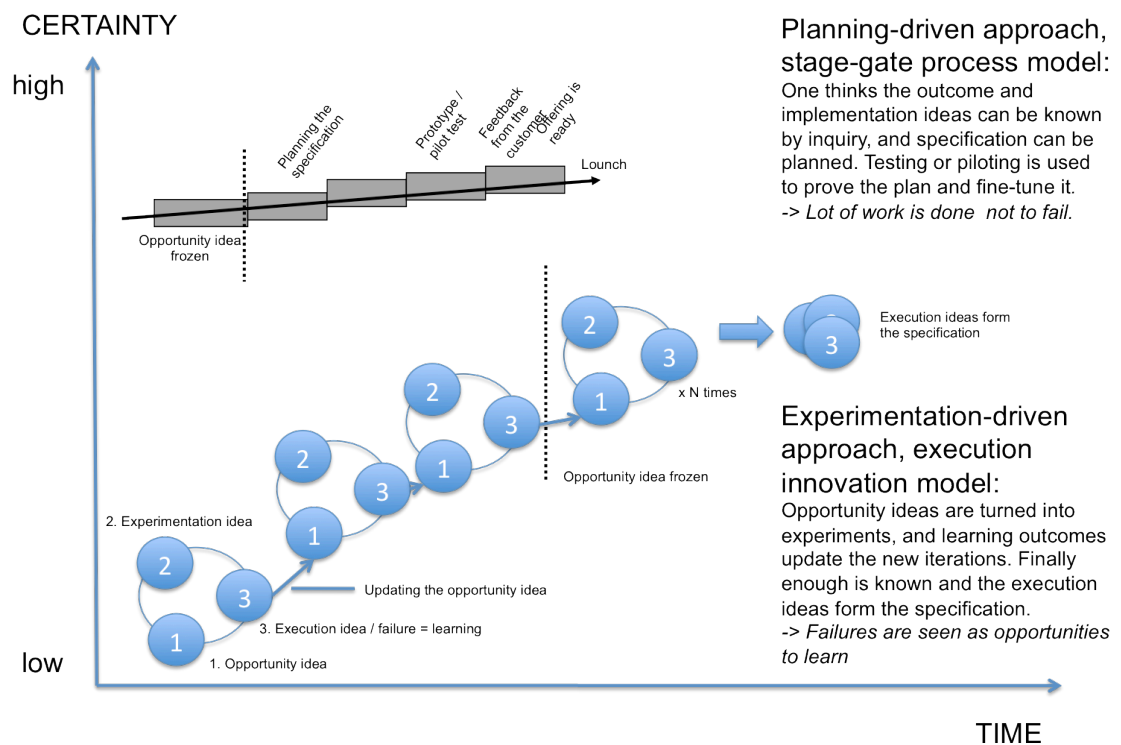 CERTAINTY
high
Planning-driven approach,
stage-gate process model:
One thinks the outcome and
implementation ideas can be known
by inquiry, and specification can be
planned. Testing or piloting is used
to prove the plan and fine-tune it.
-> Lot of work is done  not to fail.
Planning the
specification
Prototype /
pilot test
Feedback
from the
customer
Offering is
ready
Lounch
Opportunity idea
frozen
2
3
1
x N times
3
Execution ideas form
the specification
2
3
1
Opportunity idea frozen
2
3
1
Experimentation-driven
approach, execution
innovation model:
Opportunity ideas are turned into
experiments, and learning outcomes
update the new iterations. Finally
enough is known and the execution
ideas form the specification.
-> Failures are seen as opportunities
to learn
2. Experimentation idea
2
3
1
Updating the opportunity idea
3. Execution idea / failure = learning
1. Opportunity idea
low
TIME